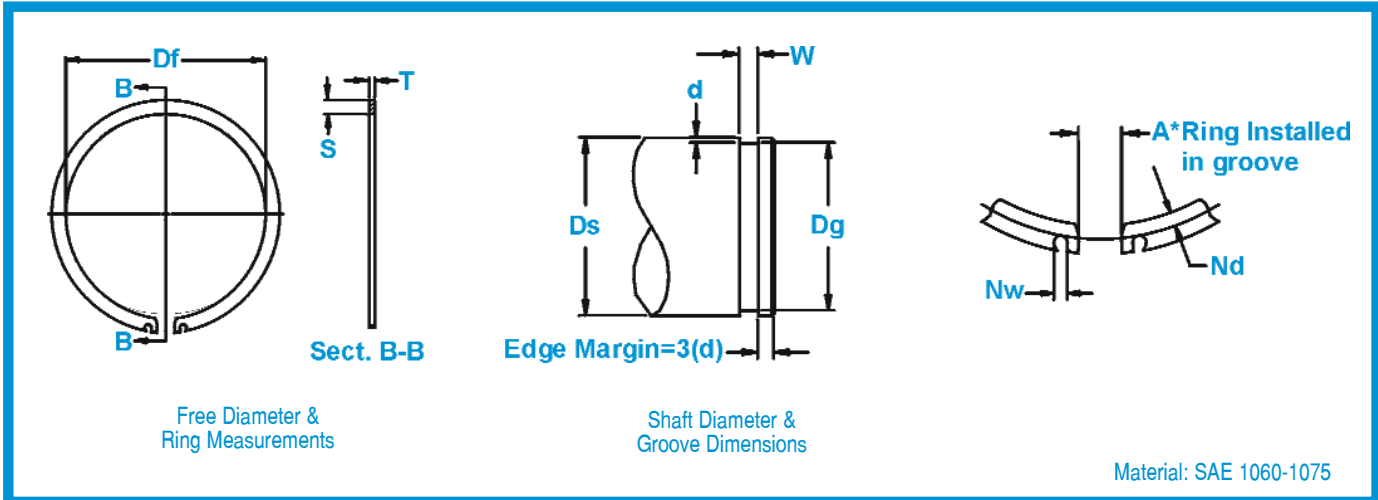 Df
B
T
S
B
Sect. B-B
Free Diameter &
Ring Measurements
W
d
Ds
Dg
Edge Margin=3(d)
Shaft Diameter &
Groove Dimensions
A*Ring Installed
in groove
Nd
Nw
Material: SAE 1060-1075